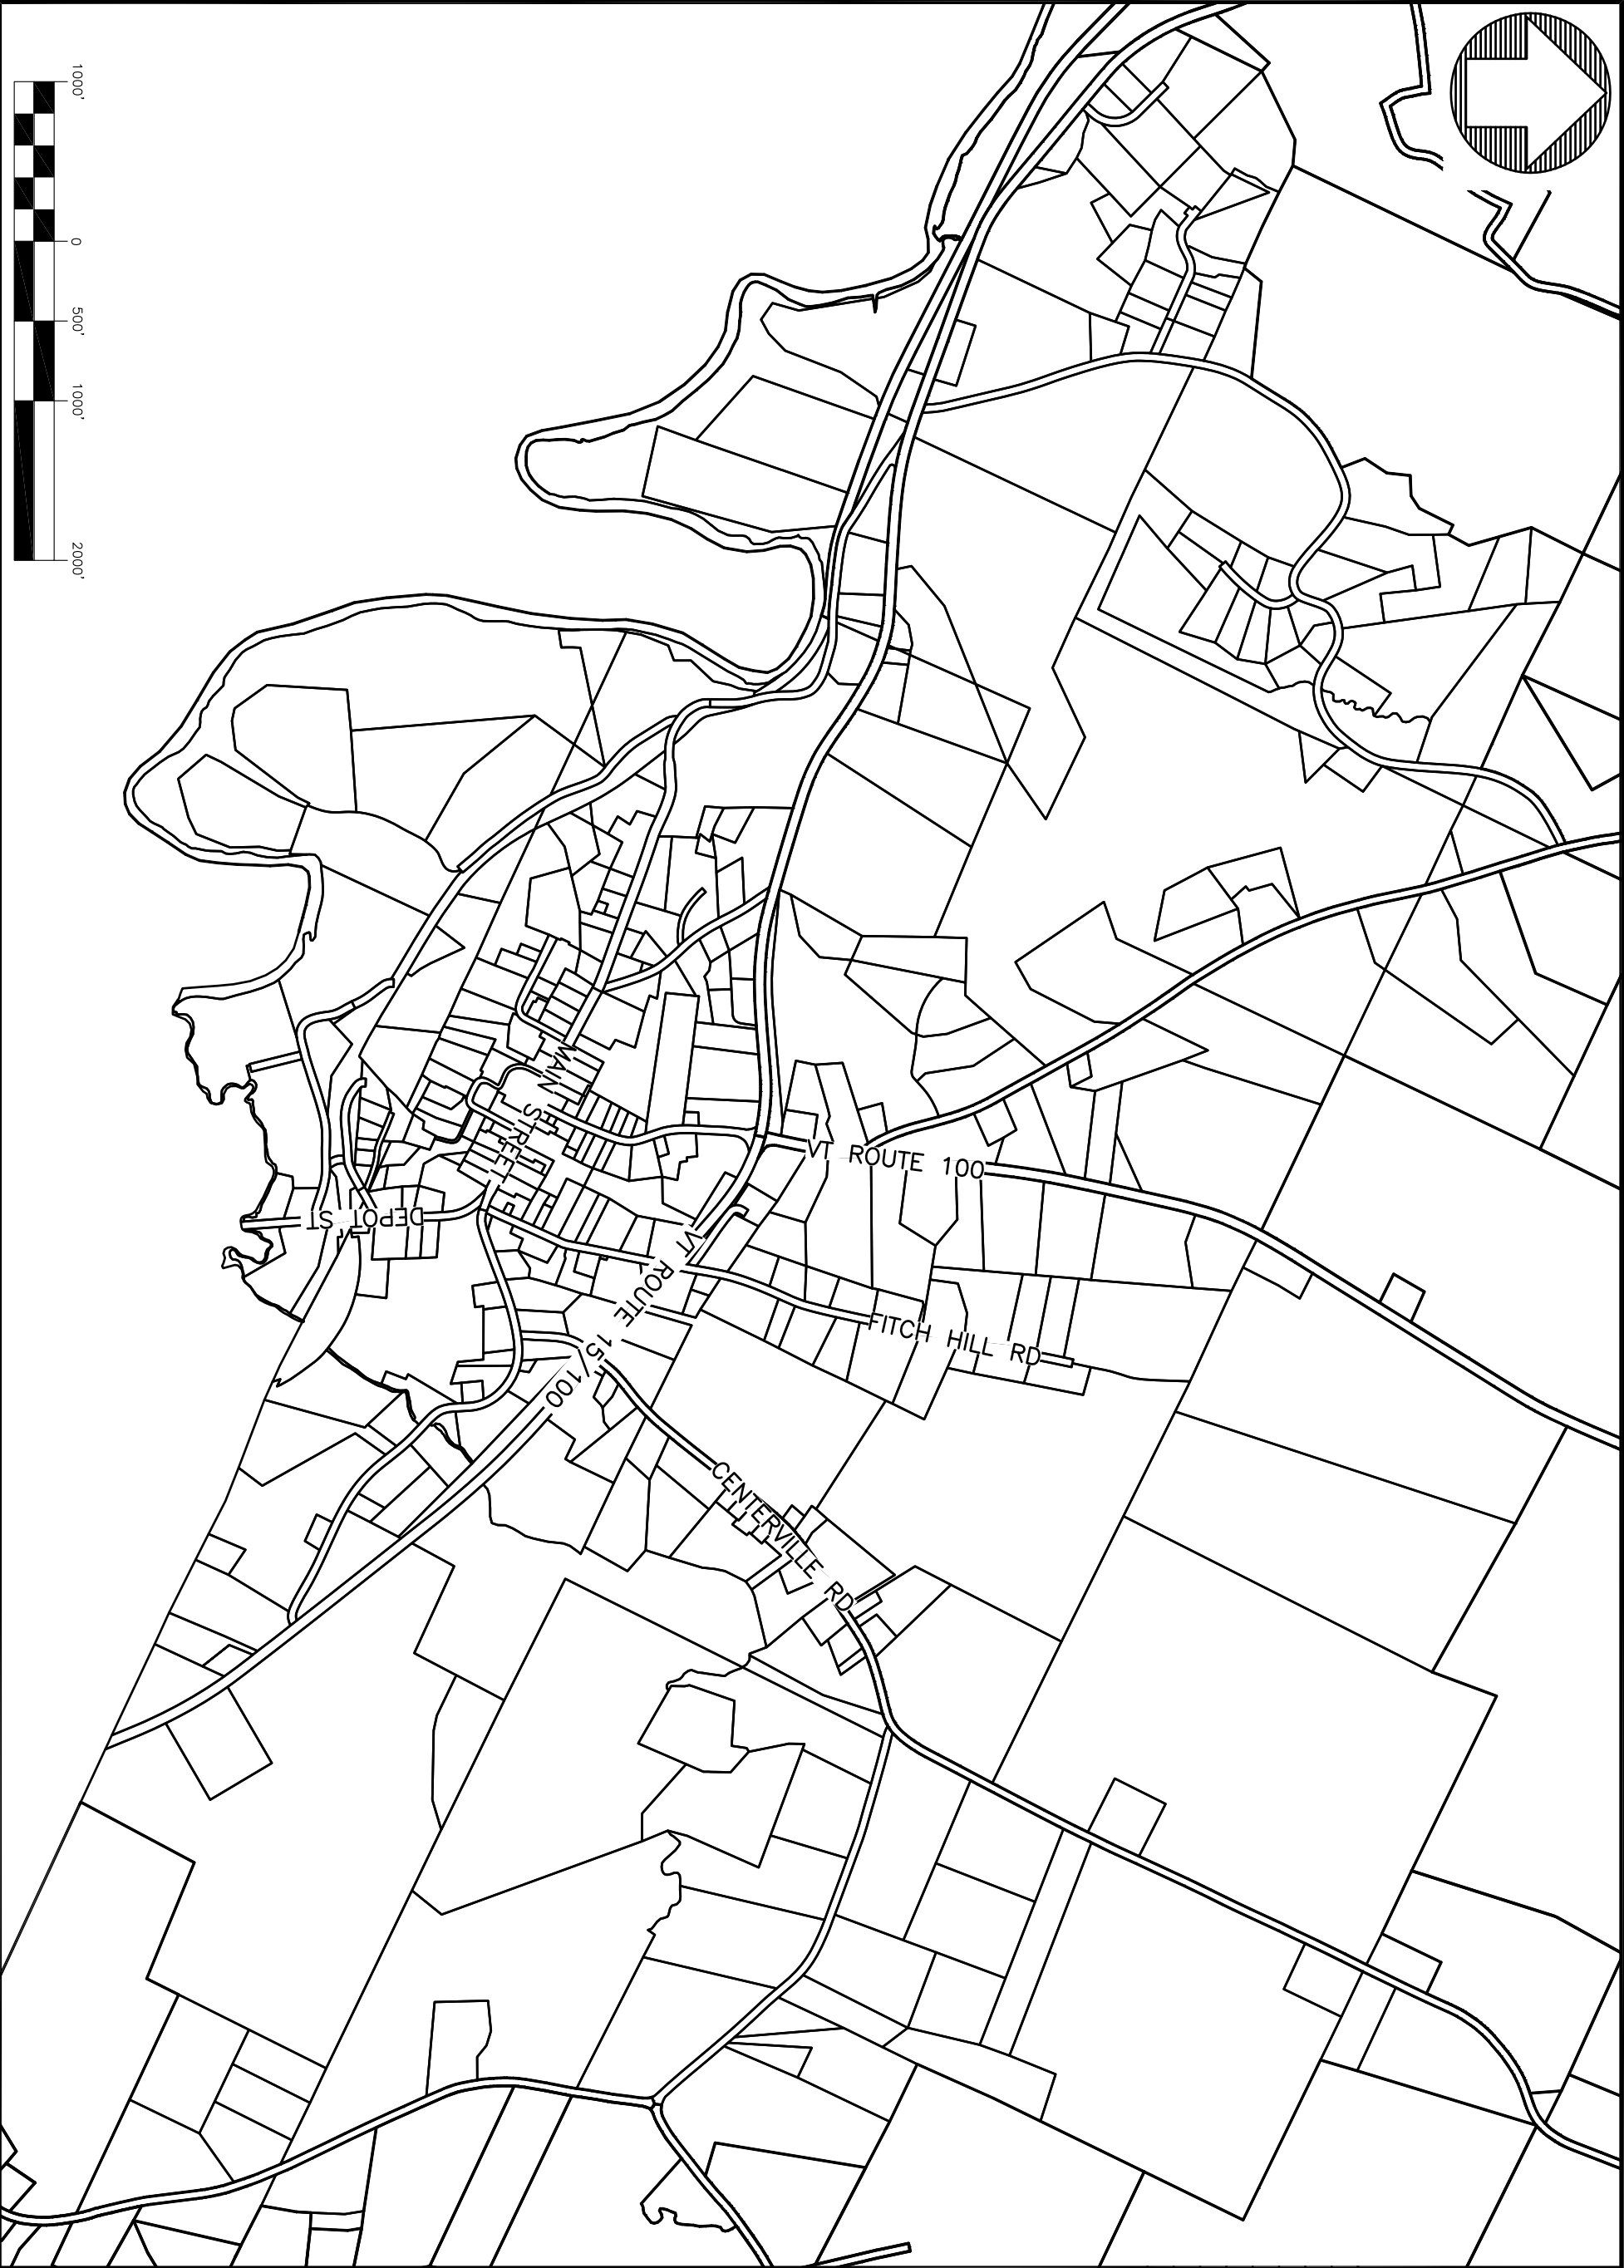 1000'
0
500'
1000'
2000'
MAIN STREET
VT ROUTE 100
DEPOT ST
VT ROUTE 15/100
FITCH HILL RD
CENTERVILLE RD